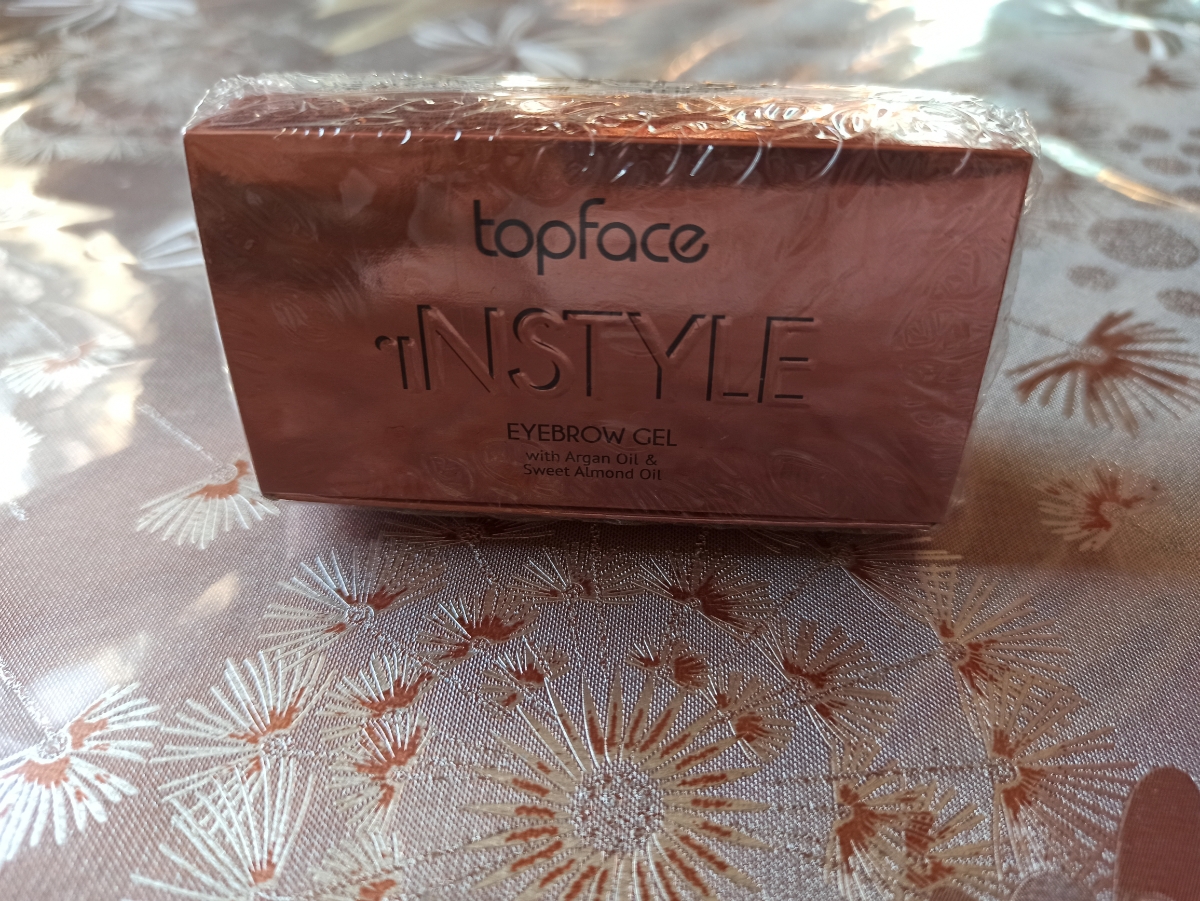 topface
INSTYLE
EYEBROW GEL
with Argan Oil &
Sweet Almond Oil